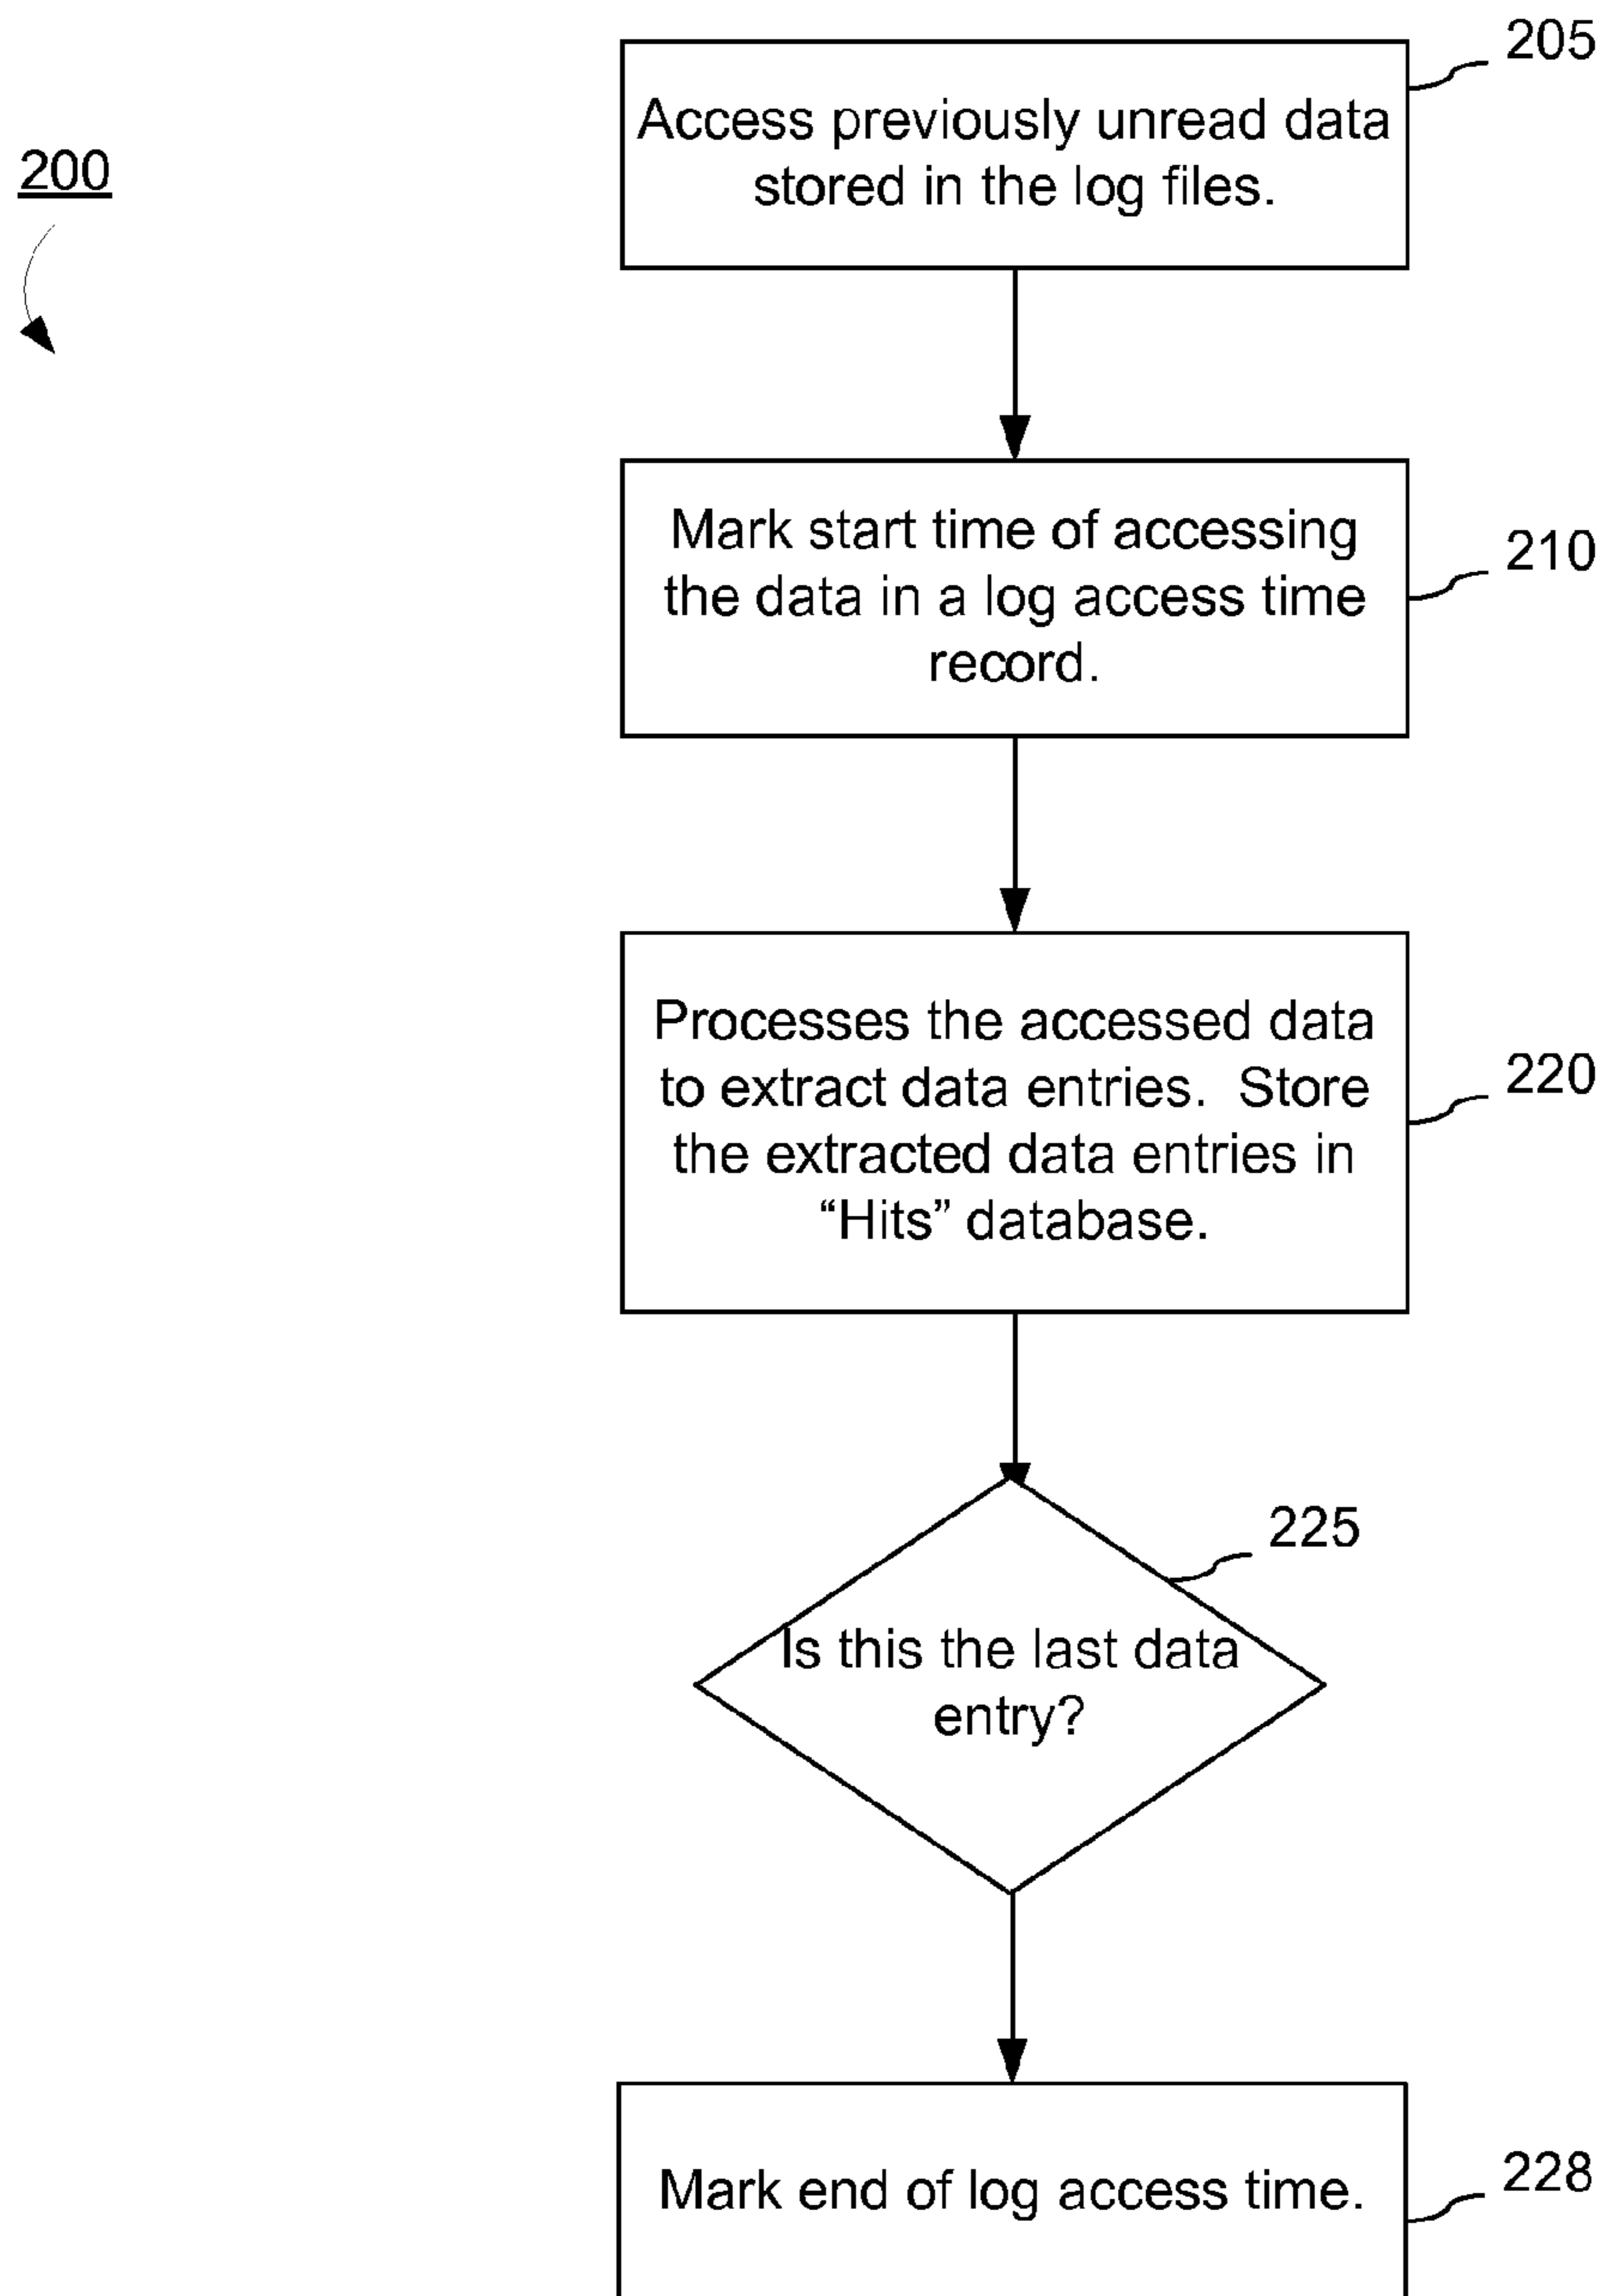 205
Access previously unread data
stored in the log files.
200
Mark start time of accessing
the data in a log access time
record.
210
Processes the accessed data
to extract data entries.  Store
the extracted data entries in
“Hits” database.
220
225
Is this the last data
entry?
Mark end of log access time.
228